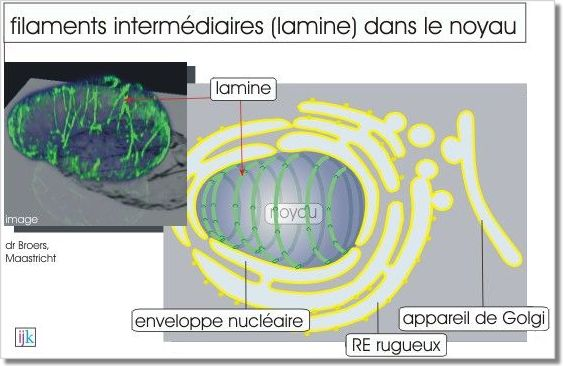 filaments intermédiaires (lamine) dans le noyau
lamine
noyau
image
dr Broers,
Maastricht
enveloppe nucléaire
appareil de Golgi
RE rugueux
ijk